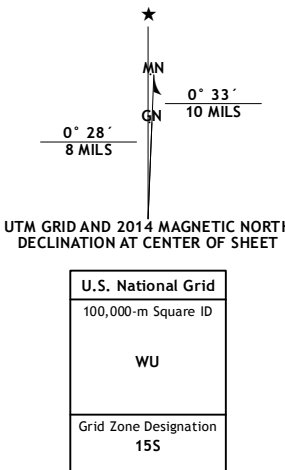 MN
0° 33´
GN
10 MILS
0° 28´
8 MILS
UTM GRID AND 2014 MAGNETIC NORTH
DECLINATION AT CENTER OF SHEET
U.S. National Grid
100,000-m Square ID
WU
Grid Zone Designation
15S